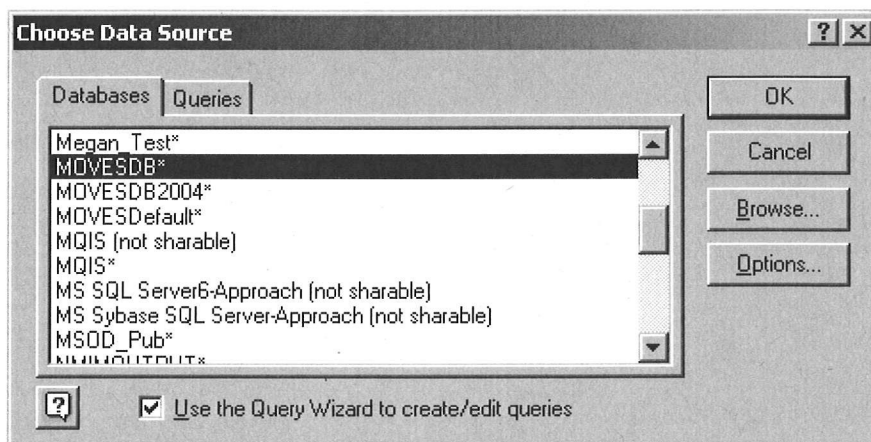 Choose Data Source
Databases
Queries
Megan_Test*
MOVESDB*
MOVESDB2004*
MOVESDefault*
MQIS (not sharable)
MQIS*
MS SQL Server6-Approach (not sharable)
MS Sybase SQL Server-Approach (not sharable)
MSOD_Pub*
OK
Cancel
Browse...
Options...
Use the Query Wizard to create/edit queries